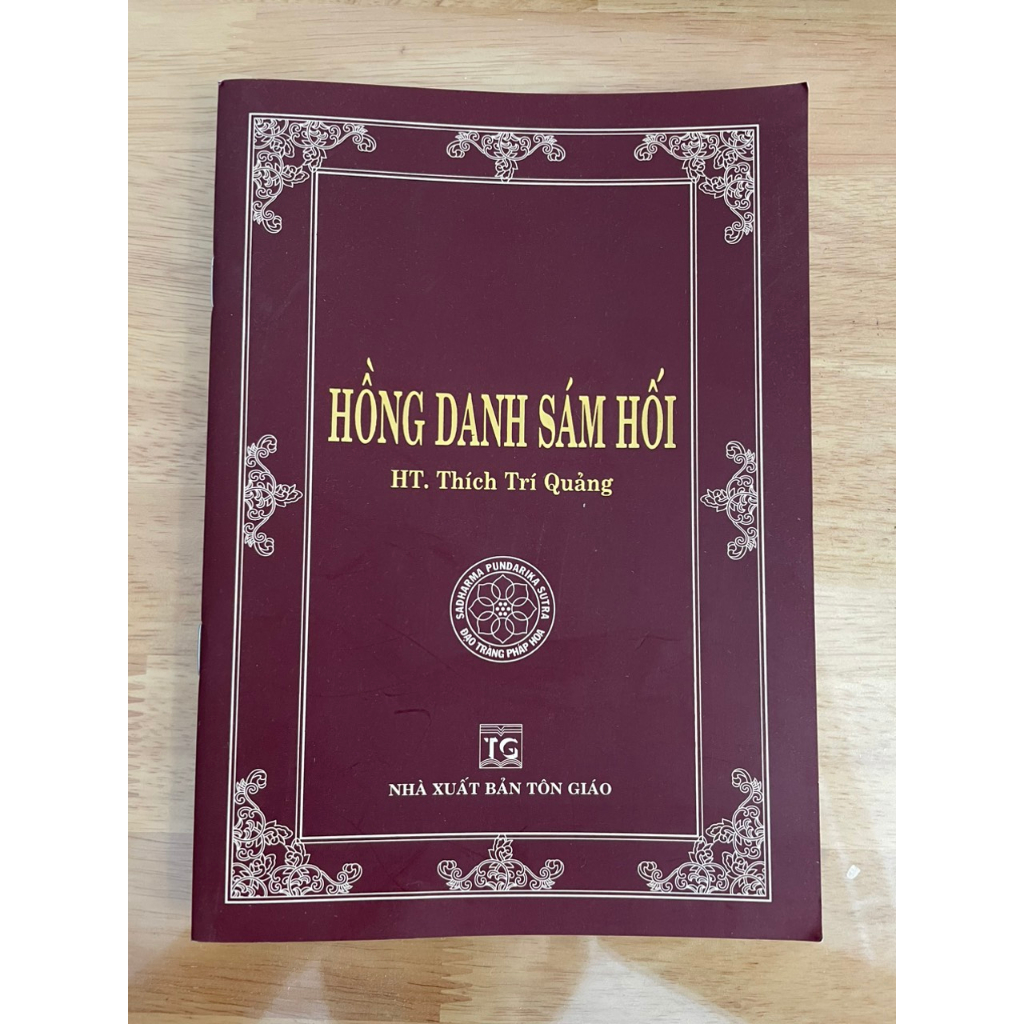 HỒNG DANH SÁM HỐI
HT. Thích Trí Quảng
SADHARMA PUNDARIKA SUTRA
ĐẠO TRÀNG PHÁP HOA
TG
NHÀ XUẤT BẢN TÔN GIÁO